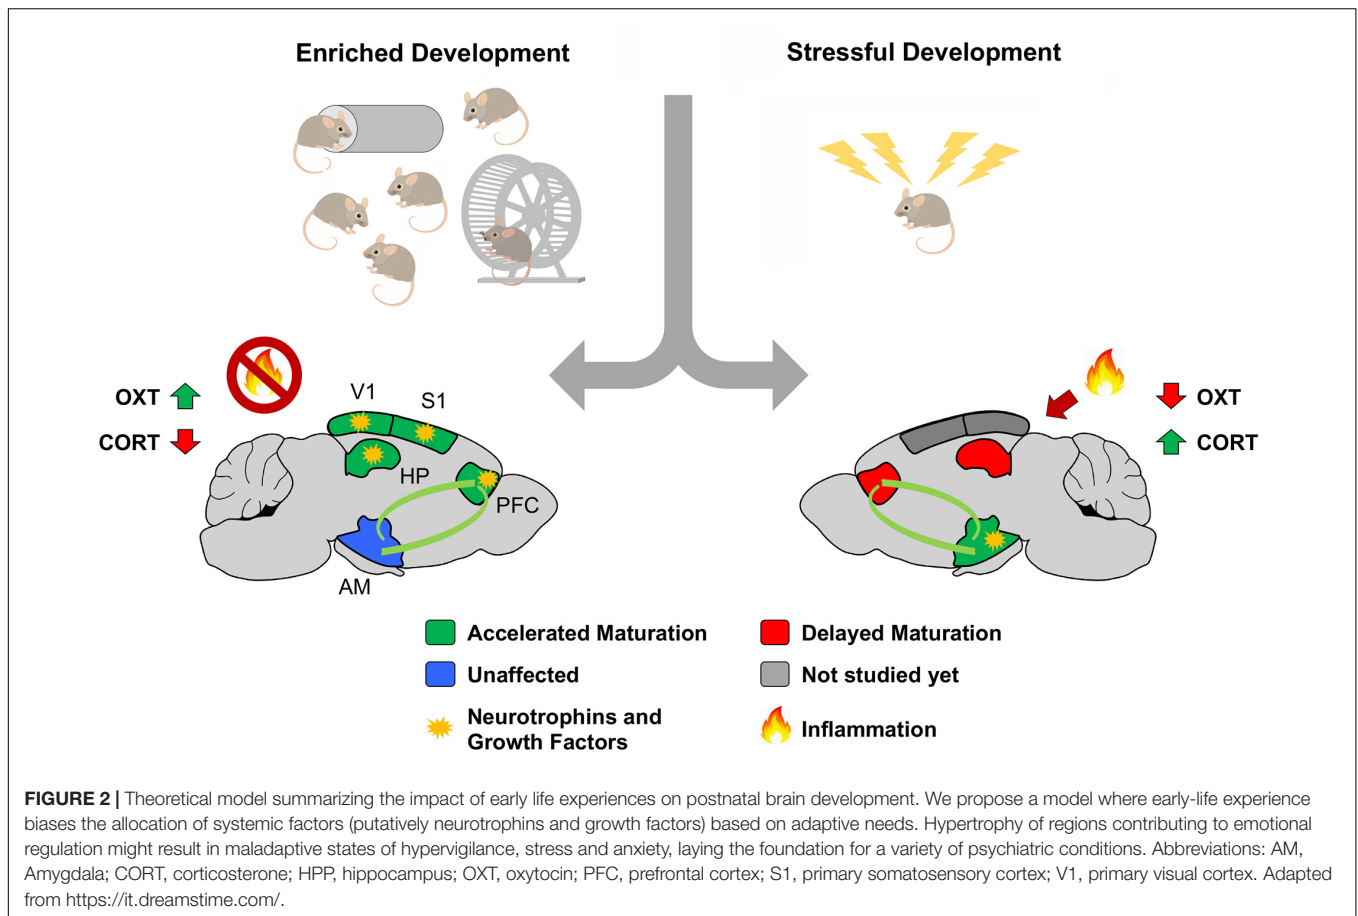 Enriched Development
Stressful Development
OXT
CORT
V1
S1
HP
PFC
AM
OXT
CORT
Accelerated Maturation
Delayed Maturation
Unaffected
Not studied yet
Neurotrophins and
Growth Factors
Inflammation
FIGURE 2 | Theoretical model summarizing the impact of early life experiences on postnatal brain development. We propose a model where early-life experience
biases the allocation of systemic factors (putatively neurotrophins and growth factors) based on adaptive needs. Hypertrophy of regions contributing to emotional
regulation might result in maladaptive states of hypervigilance, stress and anxiety, laying the foundation for a variety of psychiatric conditions. Abbreviations: AM,
Amygdala; CORT, corticosterone; HPP, hippocampus; OXT, oxytocin; PFC, prefrontal cortex; S1, primary somatosensory cortex; V1, primary visual cortex. Adapted
from https://it.dreamstime.com/.